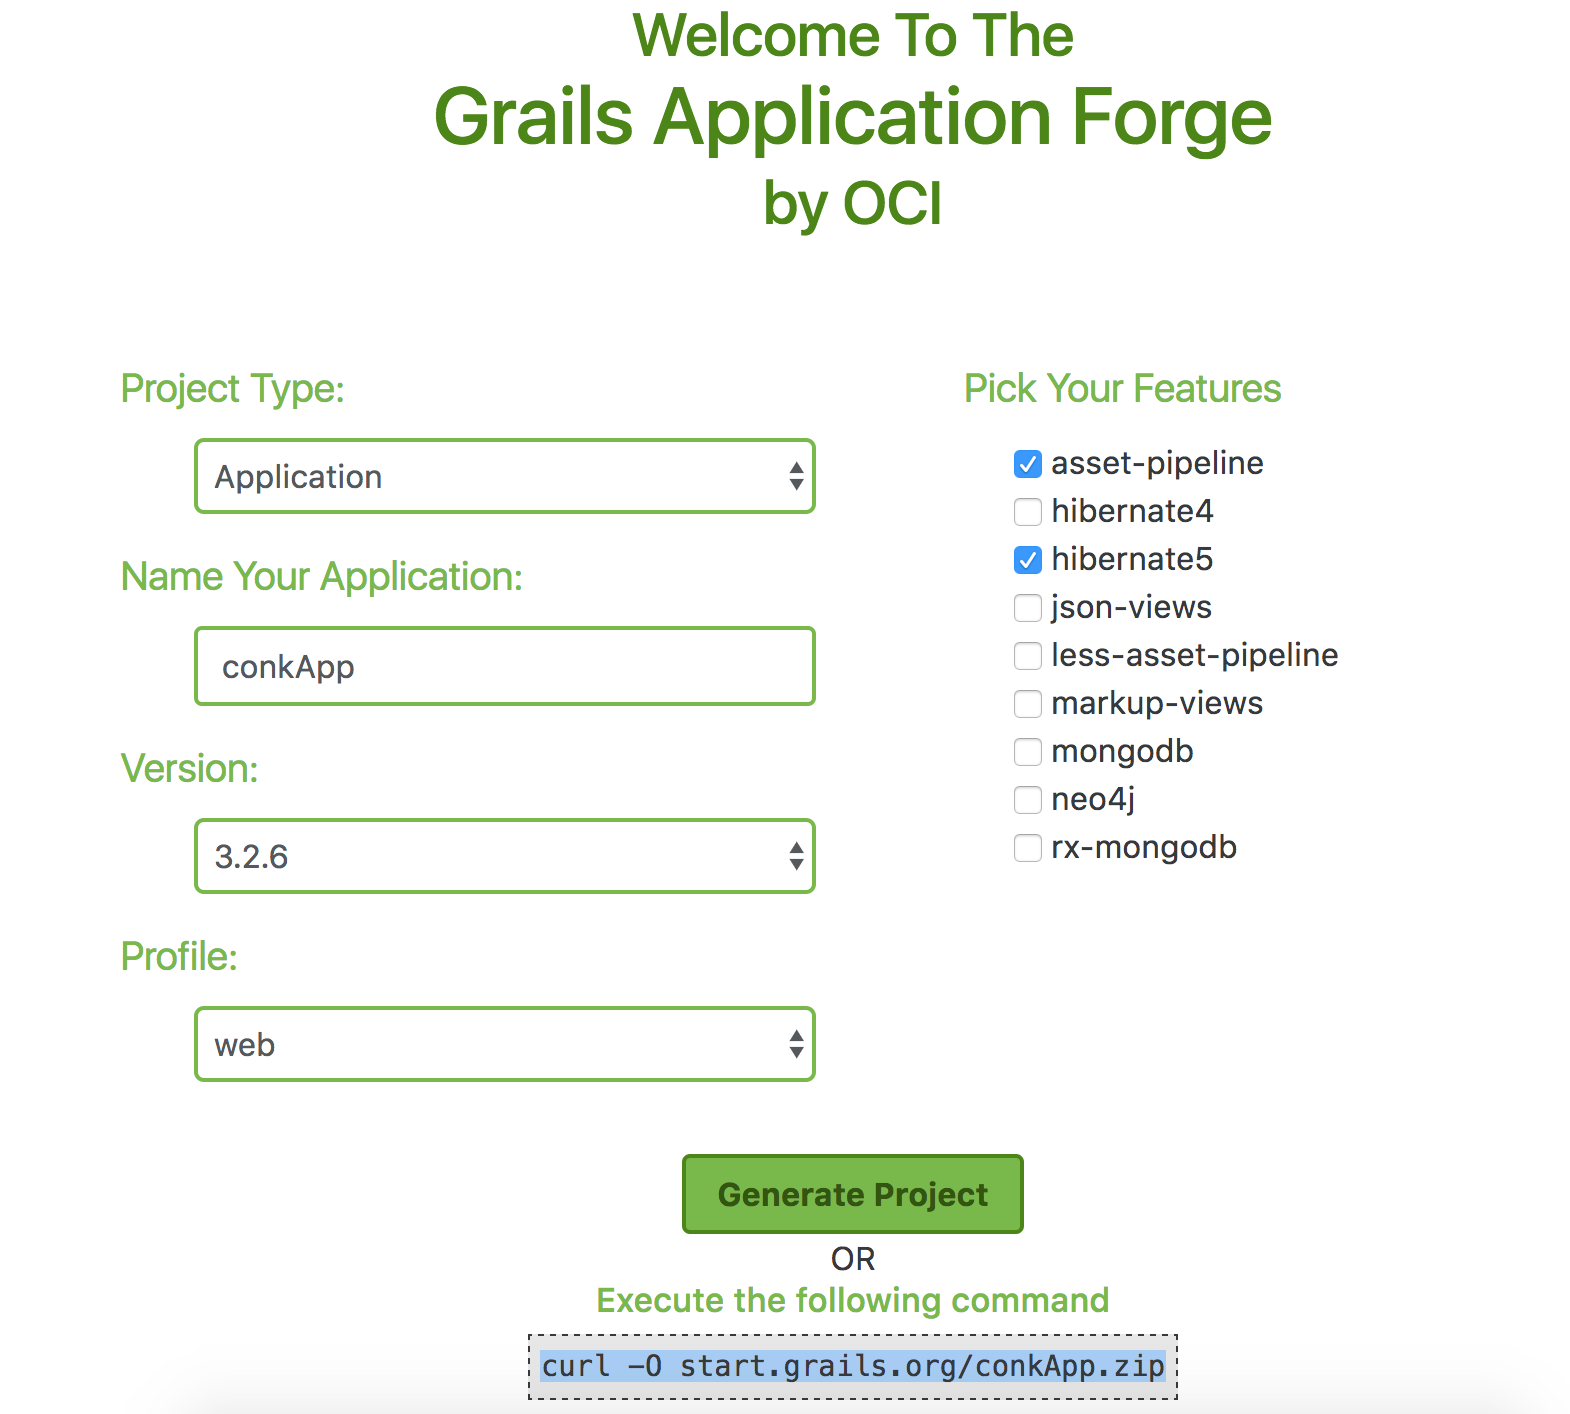 Welcome To The
Grails Application Forge
by OCI
Project Type:
Application
Name Your Application:
conkApp
Version:
3.2.6
Profile:
web
Pick Your Features
asset-pipeline
hibernate4
hibernate5
json-views
less-asset-pipeline
markup-views
mongodb
neo4j
rx-mongodb
Generate Project
OR
Execute the following command
curl -O start.grails.org/conkApp.zip